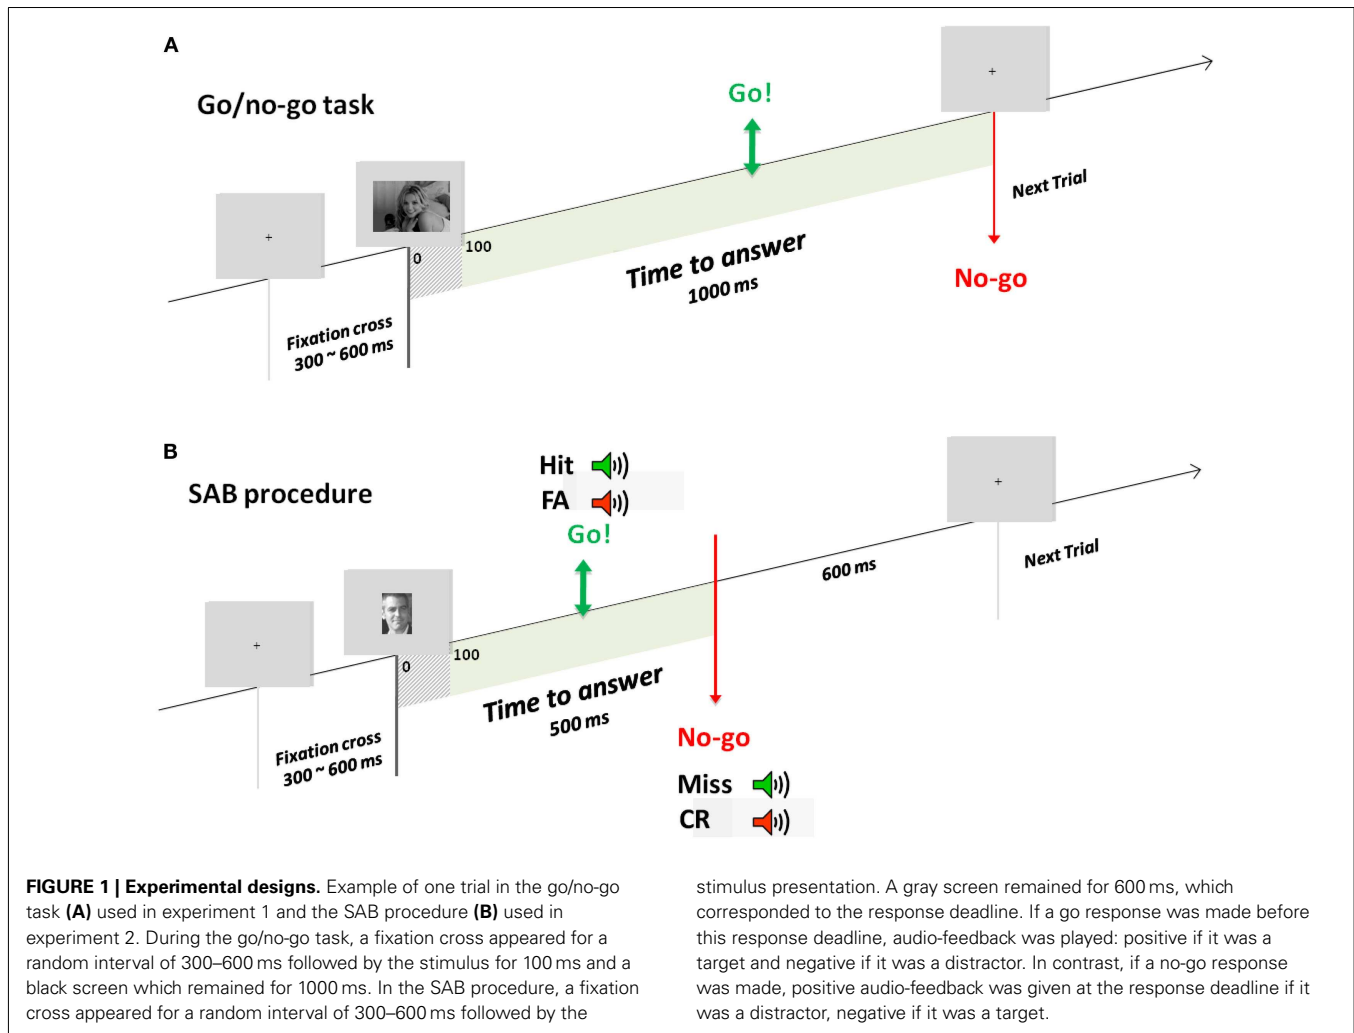 A
Go/no-go task
Go!
+
+
0
100
Time to answer
1000 ms
Next Trial
No-go
Fixation cross
300 ~ 600 ms
B
SAB procedure
Hit
FA
Go!
+
+
0
100
600 ms
Next Trial
Time to answer
500 ms
Fixation cross
300 ~ 600 ms
No-go
Miss
CR
FIGURE 1 | Experimental designs. Example of one trial in the go/no-go
task (A) used in experiment 1 and the SAB procedure (B) used in
experiment 2. During the go/no-go task, a fixation cross appeared for a
random interval of 300–600 ms followed by the stimulus for 100 ms and a
black screen which remained for 1000 ms. In the SAB procedure, a fixation
cross appeared for a random interval of 300–600 ms followed by the
stimulus presentation. A gray screen remained for 600 ms, which
corresponded to the response deadline. If a go response was made before
this response deadline, audio-feedback was played: positive if it was a
target and negative if it was a distractor. In contrast, if a no-go response
was made, positive audio-feedback was given at the response deadline if it
was a distractor, negative if it was a target.